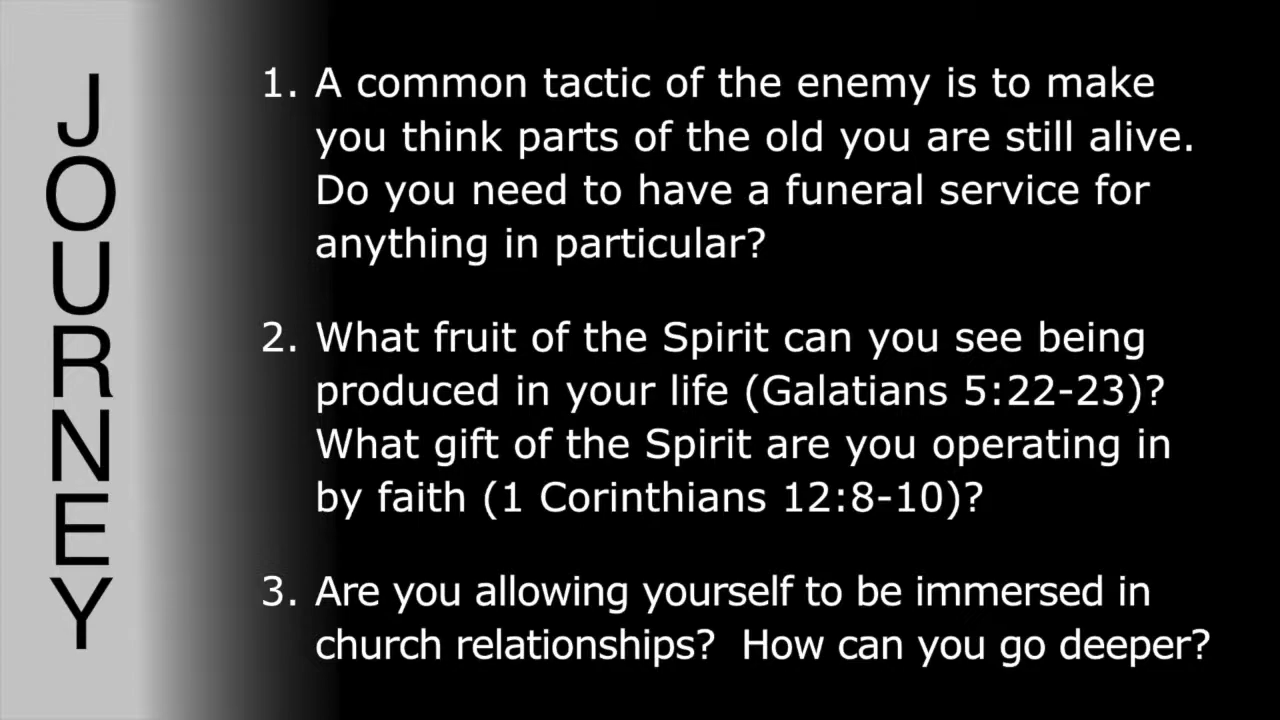 JOURNEY
1. A common tactic of the enemy is to make
you think parts of the old you are still alive.
Do you need to have a funeral service for
anything in particular?
2. What fruit of the Spirit can you see being
produced in your life (Galatians 5:22-23)?
What gift of the Spirit are you operating in
by faith (1 Corinthians 12:8-10)?
3. Are you allowing yourself to be immersed in
church relationships?  How can you go deeper?